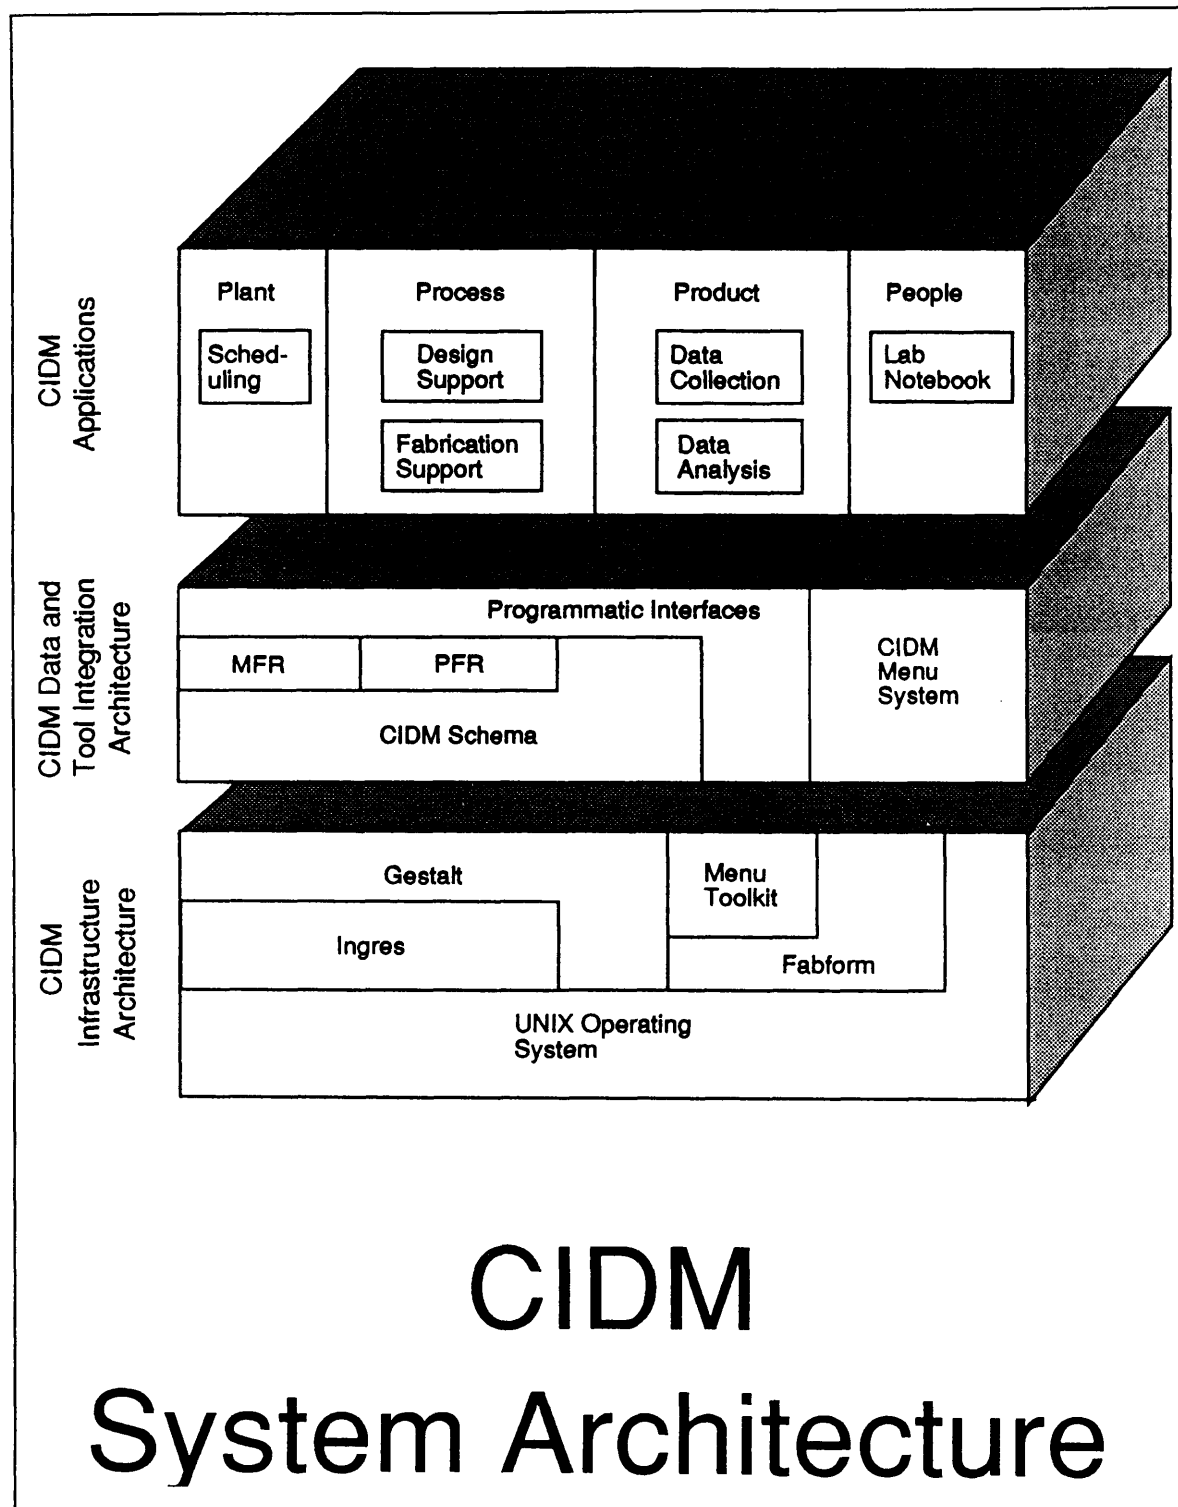 CIDM
Applications
Plant
Process
Product
People
Sched-
uling
Design
Support
Data
Collection
Lab
Notebook
Fabrication
Support
Data
Analysis
CIDM Data and
Tool Integration
Architecture
Programmatic Interfaces
MFR
PFR
CIDM Schema
CIDM
Menu
System
CIDM
Infrastructure
Architecture
Gestalt
Menu
Toolkit
Ingres
Fabform
UNIX Operating
System
CIDM
System Architecture